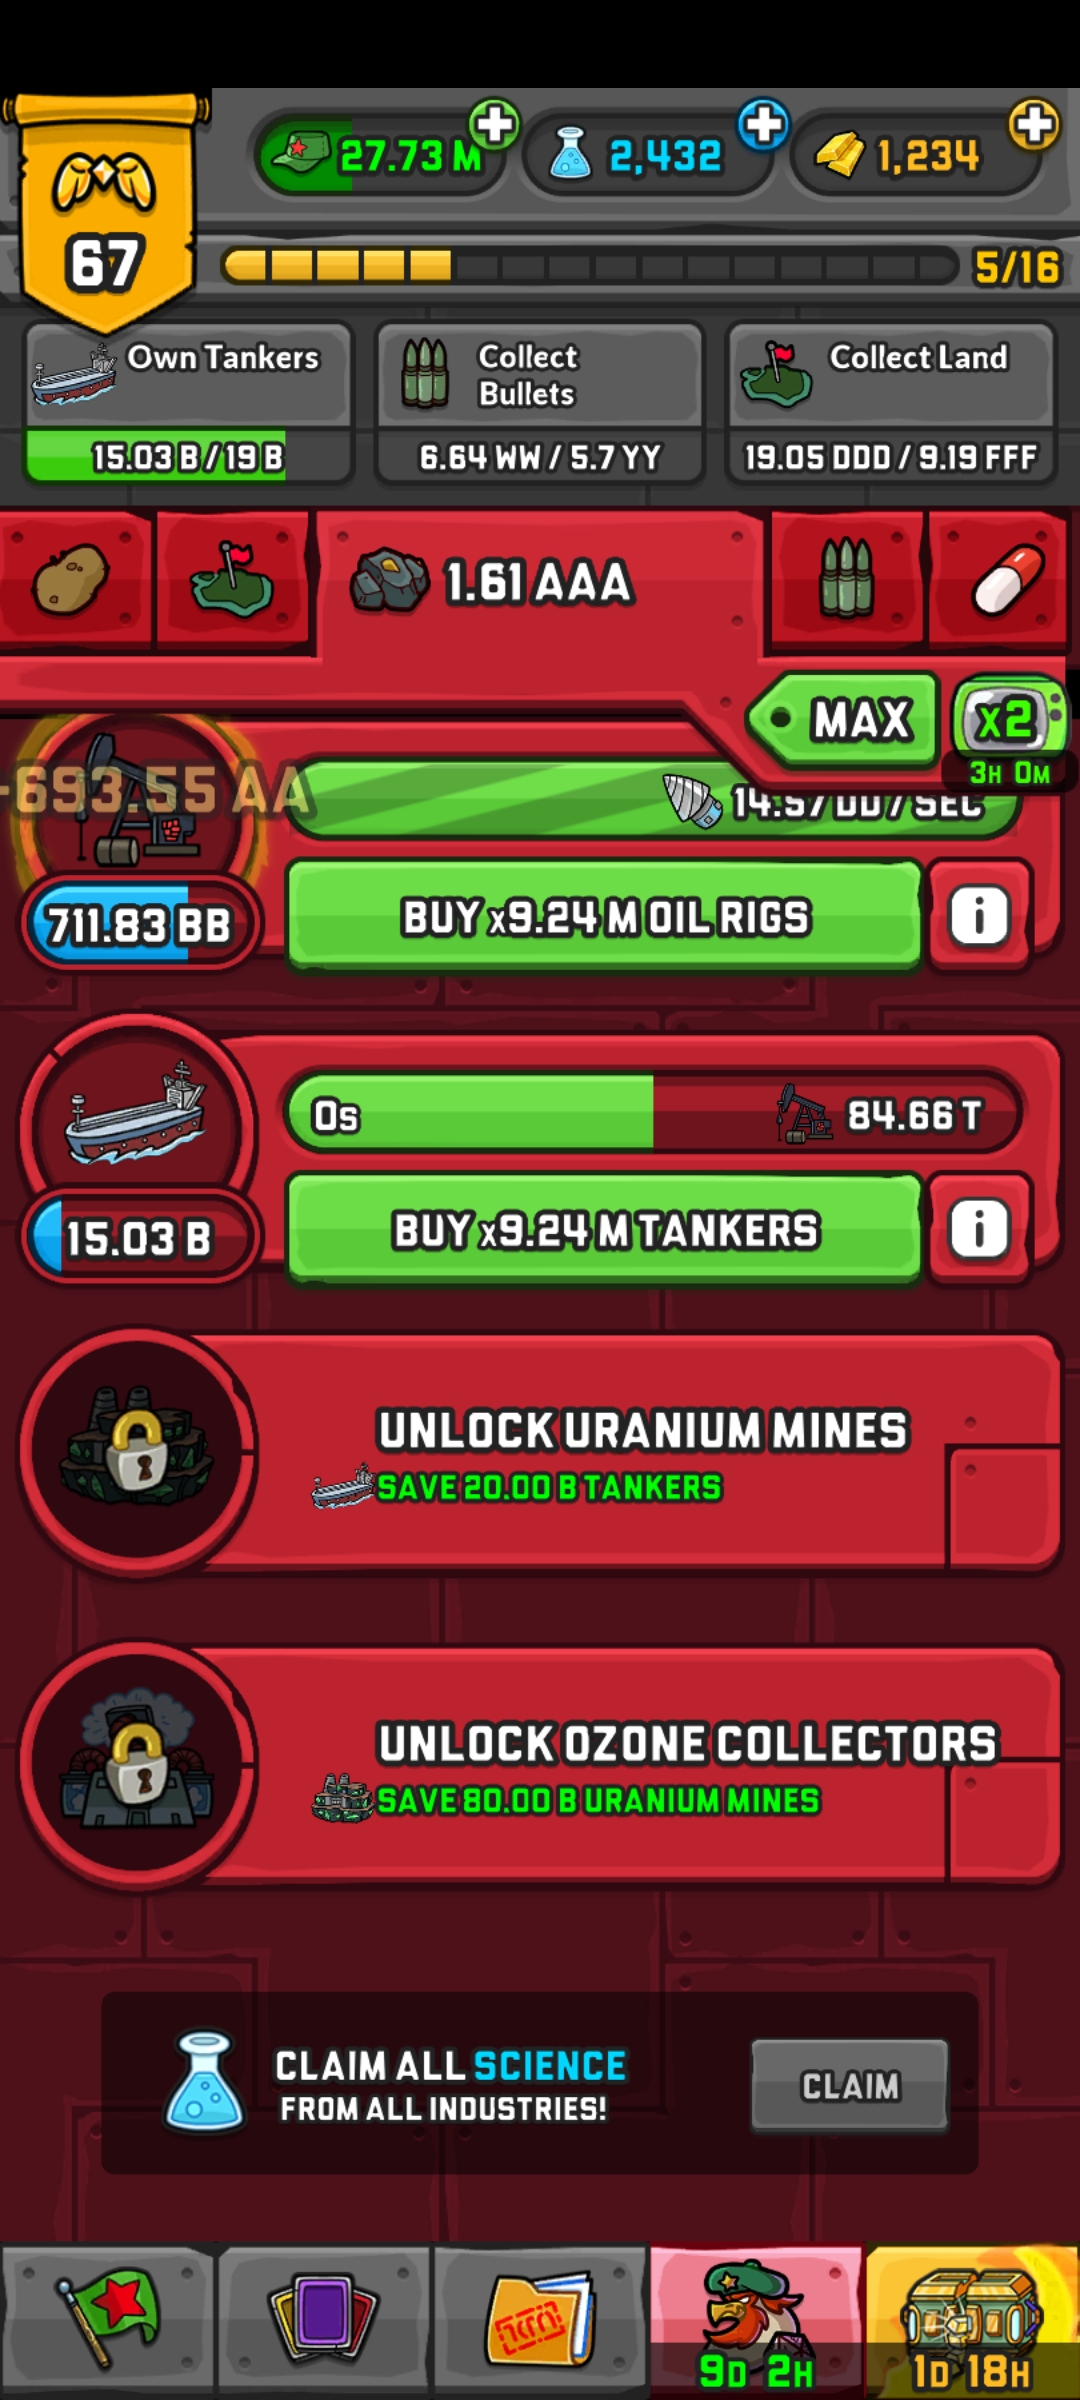 27.73 M
2,432
1,234
67
5/16
Own Tankers
Collect
Bullets
Collect Land
15.03 B / 19 B
6.64 WW / 5.7 YY
19.05 DDD / 9.19 FFF
1.61 AAA
MAX
x2
3H 0M
-693.55 AA
14.57 DD / SEC
711.83 BB
BUY x9.24 M OIL RIGS
i
0s
84.66 T
15.03 B
BUY x9.24 M TANKERS
i
UNLOCK URANIUM MINES
SAVE 20.00 B TANKERS
UNLOCK OZONE COLLECTORS
SAVE 80.00 B URANIUM MINES
CLAIM ALL SCIENCE
FROM ALL INDUSTRIES!
CLAIM
9D 2H
1D 18H